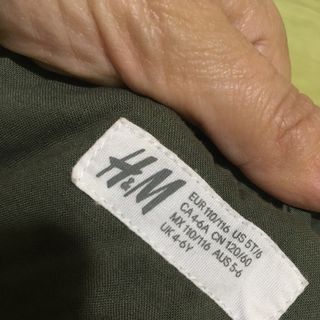 H&M
EUR 110/116 US 5T/6
CA 4-6A CN 120/60
MX 110/116 AUS 5-6
UK 4-6Y